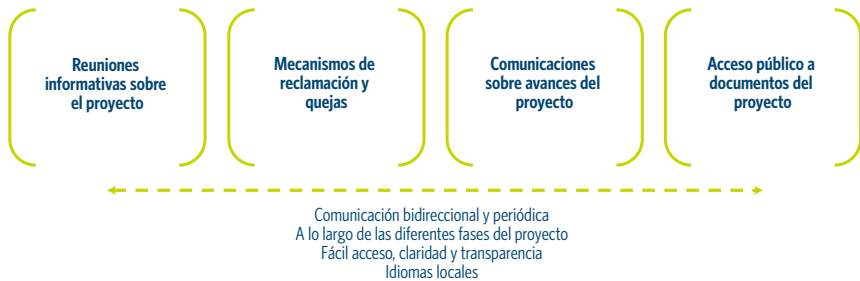 Reuniones
informativas sobre
el proyecto
Mecanismos de
reclamación y
quejas
Comunicaciones
sobre avances del
proyecto
Acceso público a
documentos del
proyecto
Comunicación bidireccional y periódica
A lo largo de las diferentes fases del proyecto
Fácil acceso, claridad y transparencia
Idiomas locales